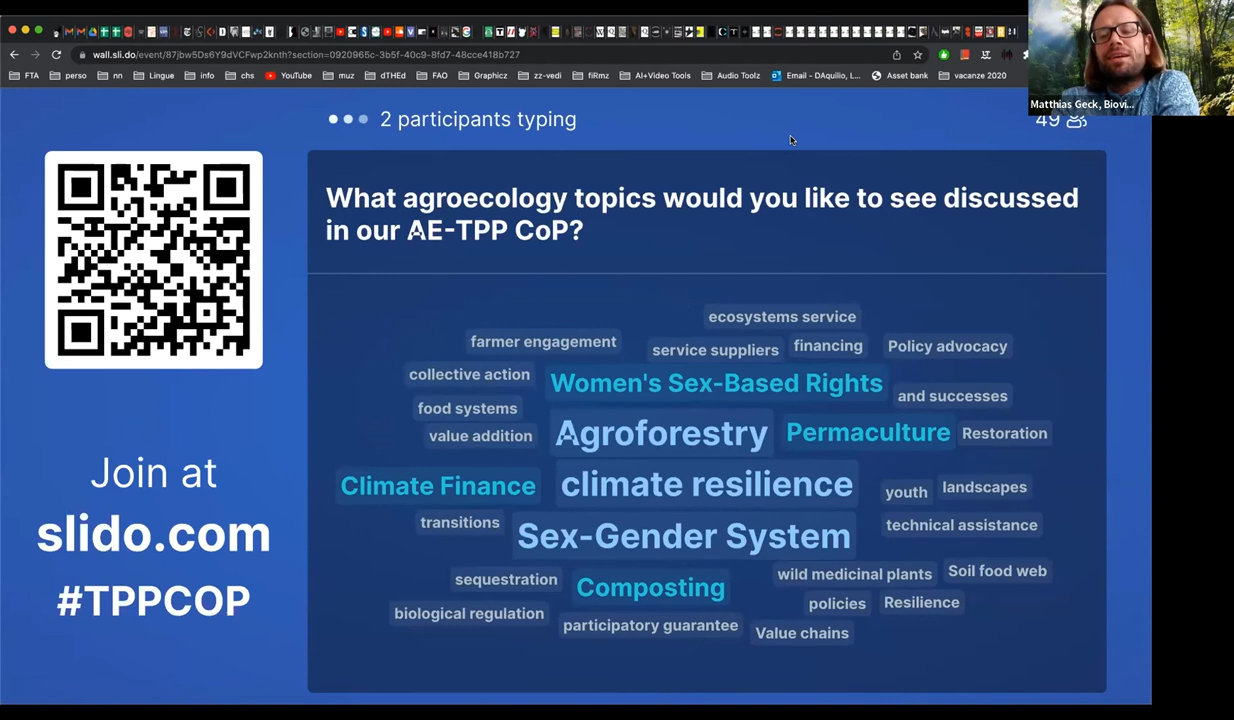 wall.sli.do/event/87jbw5Ds6Y9dVCFwp2knth?section=0920965c-3b5f-40c9-8fd7-48cce418b727
FTA perso nn Lingue info chs YouTube muz dTHEd FAO Graphicz zz-vedi fiRmz AI+Video Tools Audio Toolz Email - DAquilio, L... Asset bank vacanze 2020
Matthias Geck, Biovi...
2 participants typing
49
What agroecology topics would you like to see discussed
in our AE-TPP CoP?
ecosystems service
farmer engagement
service suppliers
financing
Policy advocacy
collective action
Women's Sex-Based Rights
and successes
food systems
value addition
Agroforestry
Permaculture
Restoration
Climate Finance
climate resilience
youth
landscapes
transitions
Sex-Gender System
technical assistance
sequestration
Composting
wild medicinal plants
Soil food web
biological regulation
participatory guarantee
policies
Resilience
Value chains
Join at
slido.com
#TPPCOP